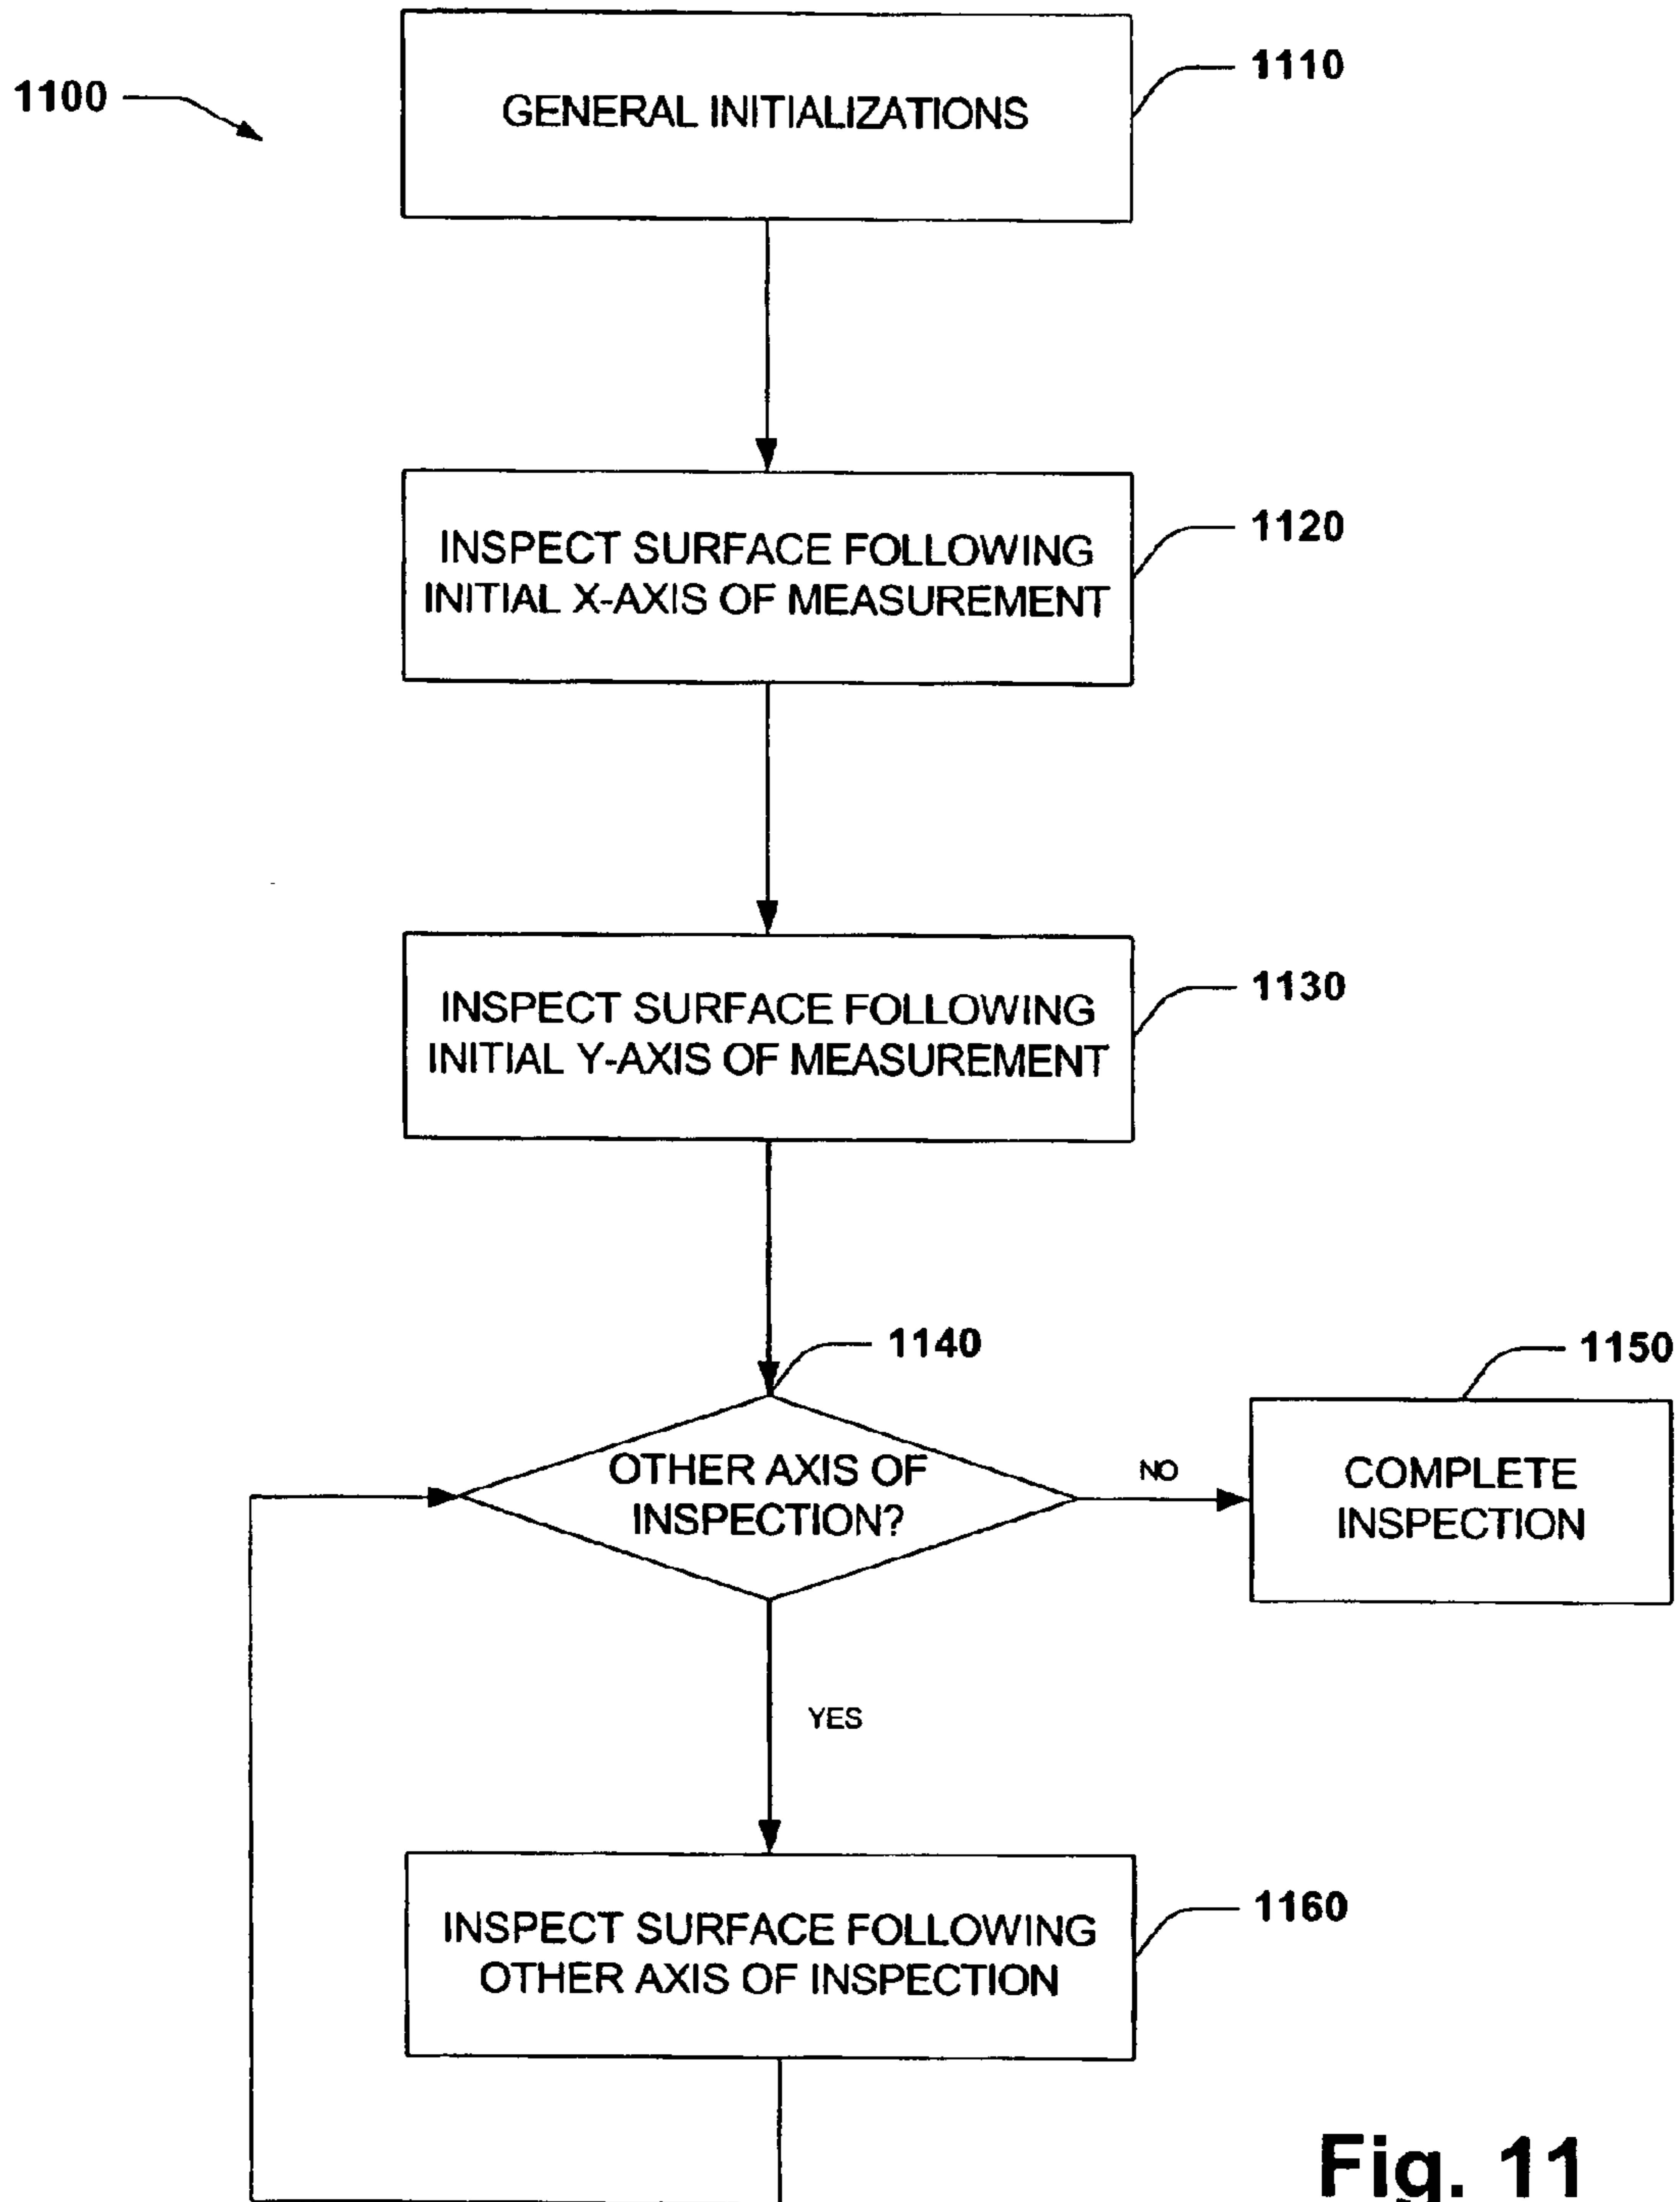 1100
GENERAL INITIALIZATIONS
1110
INSPECT SURFACE FOLLOWING
INITIAL X-AXIS OF MEASUREMENT
1120
INSPECT SURFACE FOLLOWING
INITIAL Y-AXIS OF MEASUREMENT
1130
1140
OTHER AXIS OF
INSPECTION?
NO
1150
COMPLETE
INSPECTION
YES
INSPECT SURFACE FOLLOWING
OTHER AXIS OF INSPECTION
1160
Fig. 11